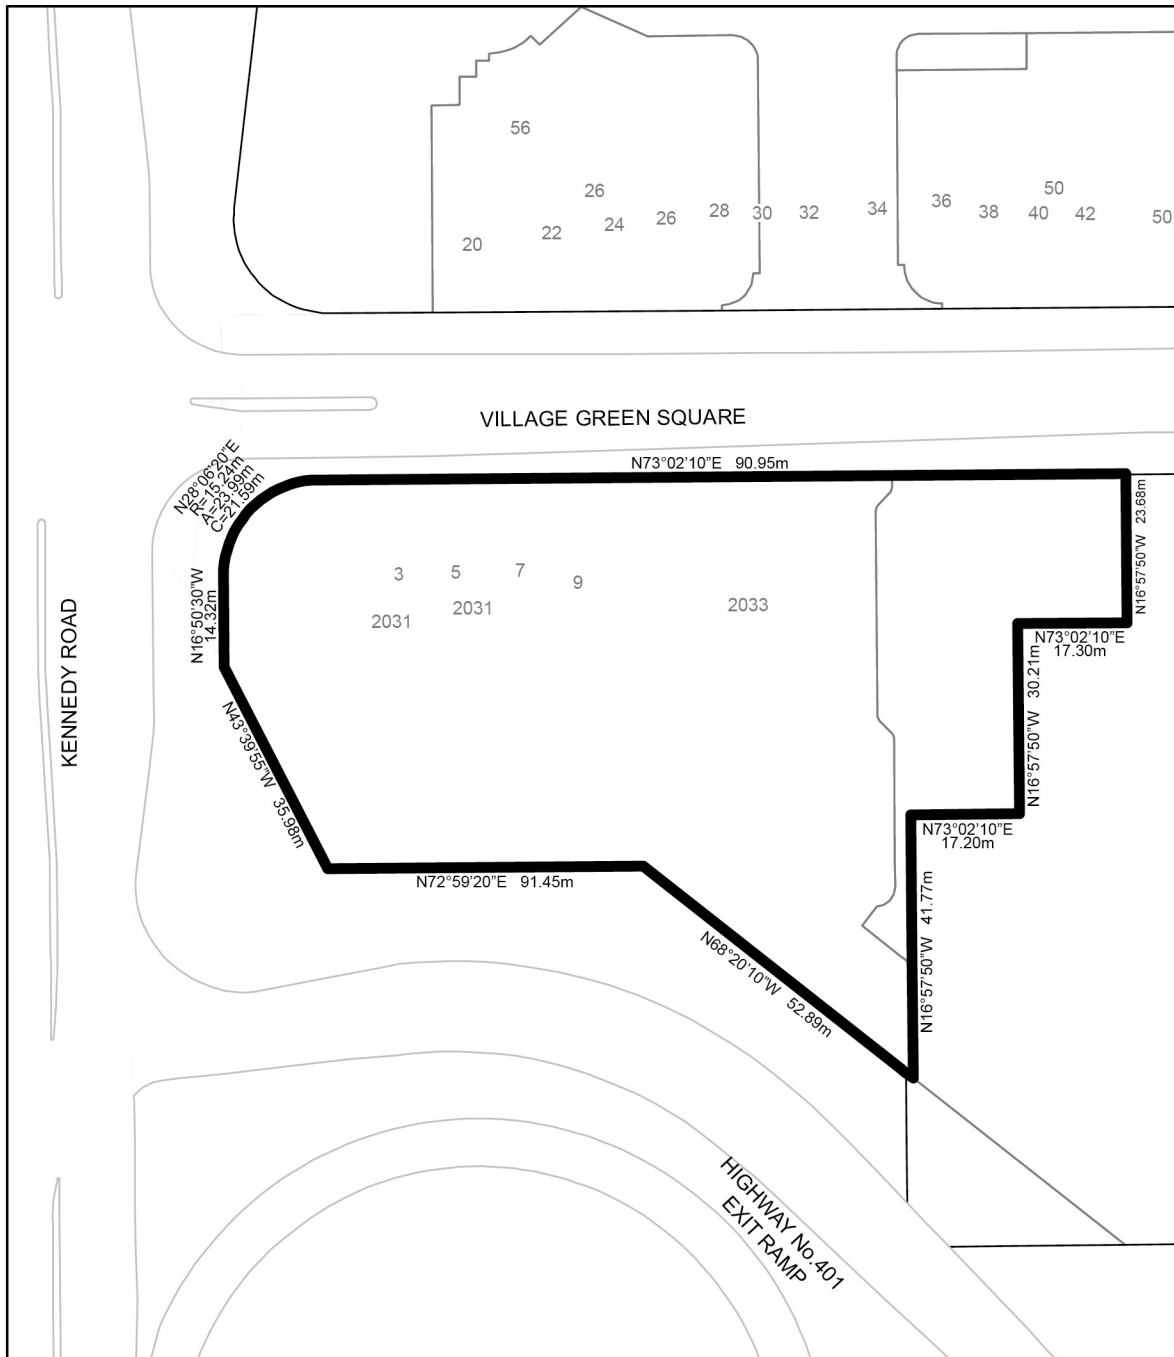 56
26
20
22
24
26
28
30
32
34
36
38
50
40
42
50
VILLAGE GREEN SQUARE
N73°02'10"E 90.95m
N28°06'20"E
R=15.24m
A=23.99m
C=21.59m
N16°57'50"W 23.68m
3
5
7
9
2031
2031
2033
N16°50'30"W
14.32m
KENNEDY ROAD
N73°02'10"E
17.30m
N16°57'50"W 30.21m
N43°39'55"W 35.98m
N73°02'10"E
17.20m
N72°59'20"E 91.45m
N16°57'50"W 41.77m
N68°20'10"W 52.89m
HIGHWAY No.401
EXIT RAMP